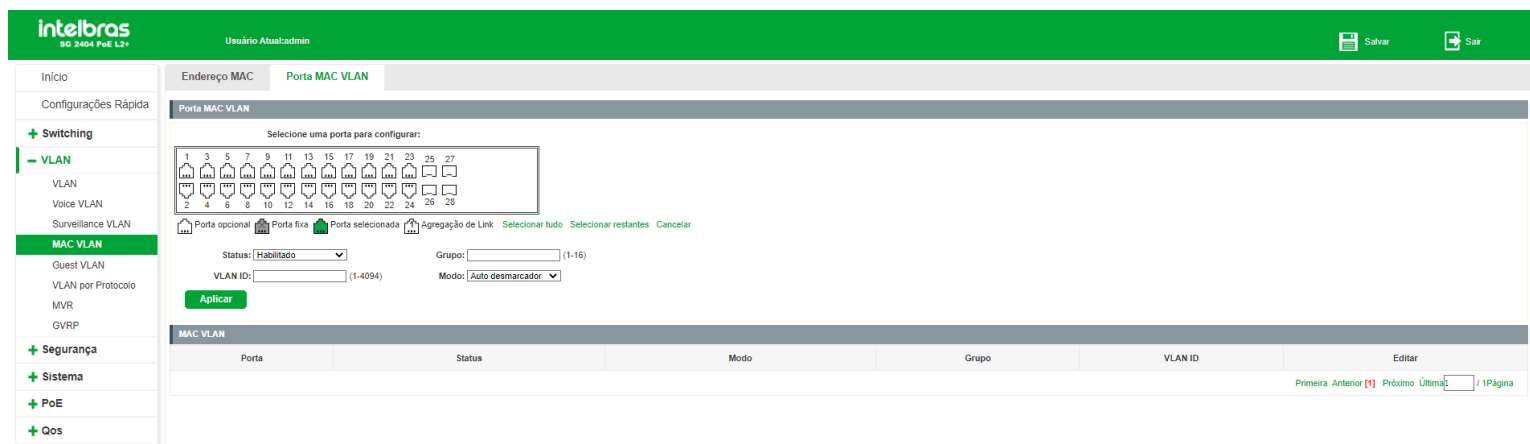 intelbras
SG 2404 PoE L2+
Usuário Atual:admin
Salvar
Sair
Início
Configurações Rápida
Switching
VLAN
VLAN
Voice VLAN
Surveillance VLAN
MAC VLAN
Guest VLAN
VLAN por Protocolo
MVR
GVRP
Segurança
Sistema
PoE
Qos
Endereço MAC Porta MAC VLAN
Porta MAC VLAN
Selecione uma porta para configurar:
1 3 5 7 9 11 13 15 17 19 21 23 25 27
2 4 6 8 10 12 14 16 18 20 22 24 26 28
Porta opcional Porta fixa Porta selecionada 1 Agregação de Link Selecionar tudo Selecionar restantes Cancelar
Status: Habilitado Grupo: (1-16)
VLAN ID: (1-4094) Modo: Auto desmarcador
Aplicar
MAC VLAN
Porta Status Modo Grupo VLAN ID Editar
Primeira Anterior [1] Próximo Última 1 / 1Página